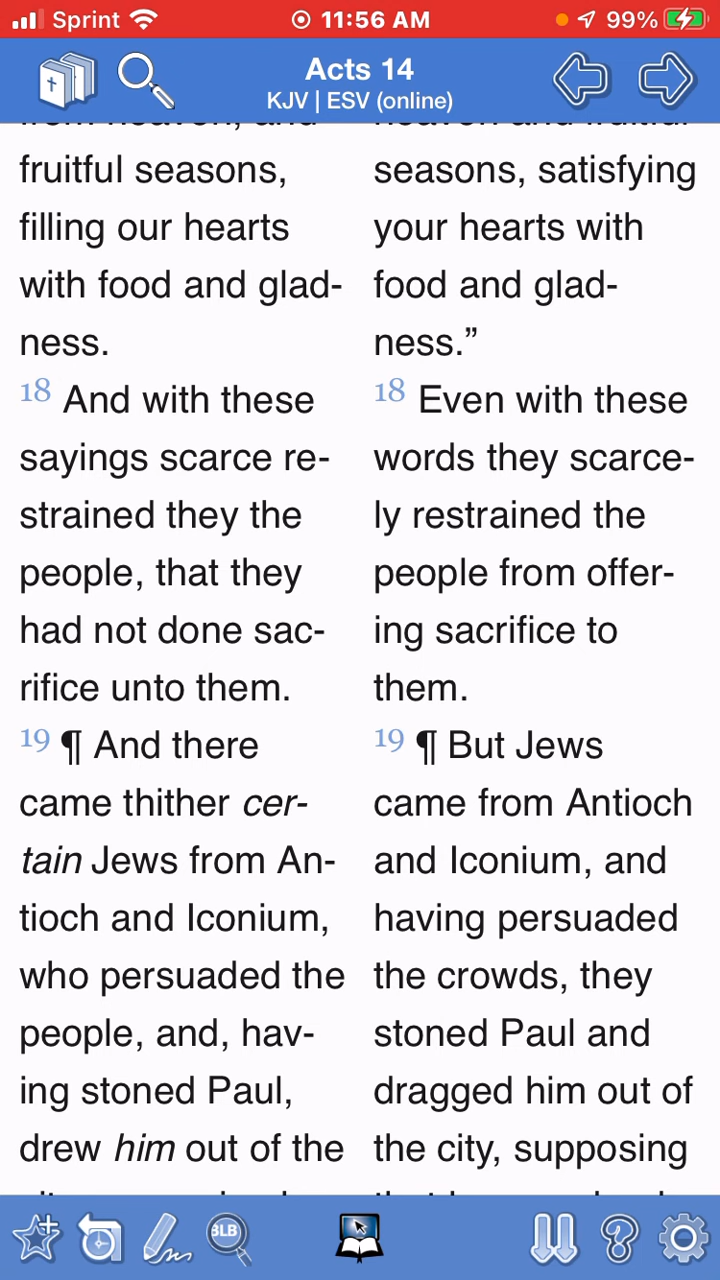 Sprint 11:56 AM 99%
Acts 14
KJV | ESV (online)
fruitful seasons,
filling our hearts
with food and glad-
ness.
18 And with these
sayings scarce re-
strained they the
people, that they
had not done sac-
rifice unto them.
19 ¶ And there
came thither cer-
tain Jews from An-
tioch and Iconium,
who persuaded the
people, and, hav-
ing stoned Paul,
drew him out of the
heaven and fruitful
seasons, satisfying
your hearts with
food and glad-
ness.”
18 Even with these
words they scarce-
ly restrained the
people from offer-
ing sacrifice to
them.
19 ¶ But Jews
came from Antioch
and Iconium, and
having persuaded
the crowds, they
stoned Paul and
dragged him out of
the city, supposing
BLB